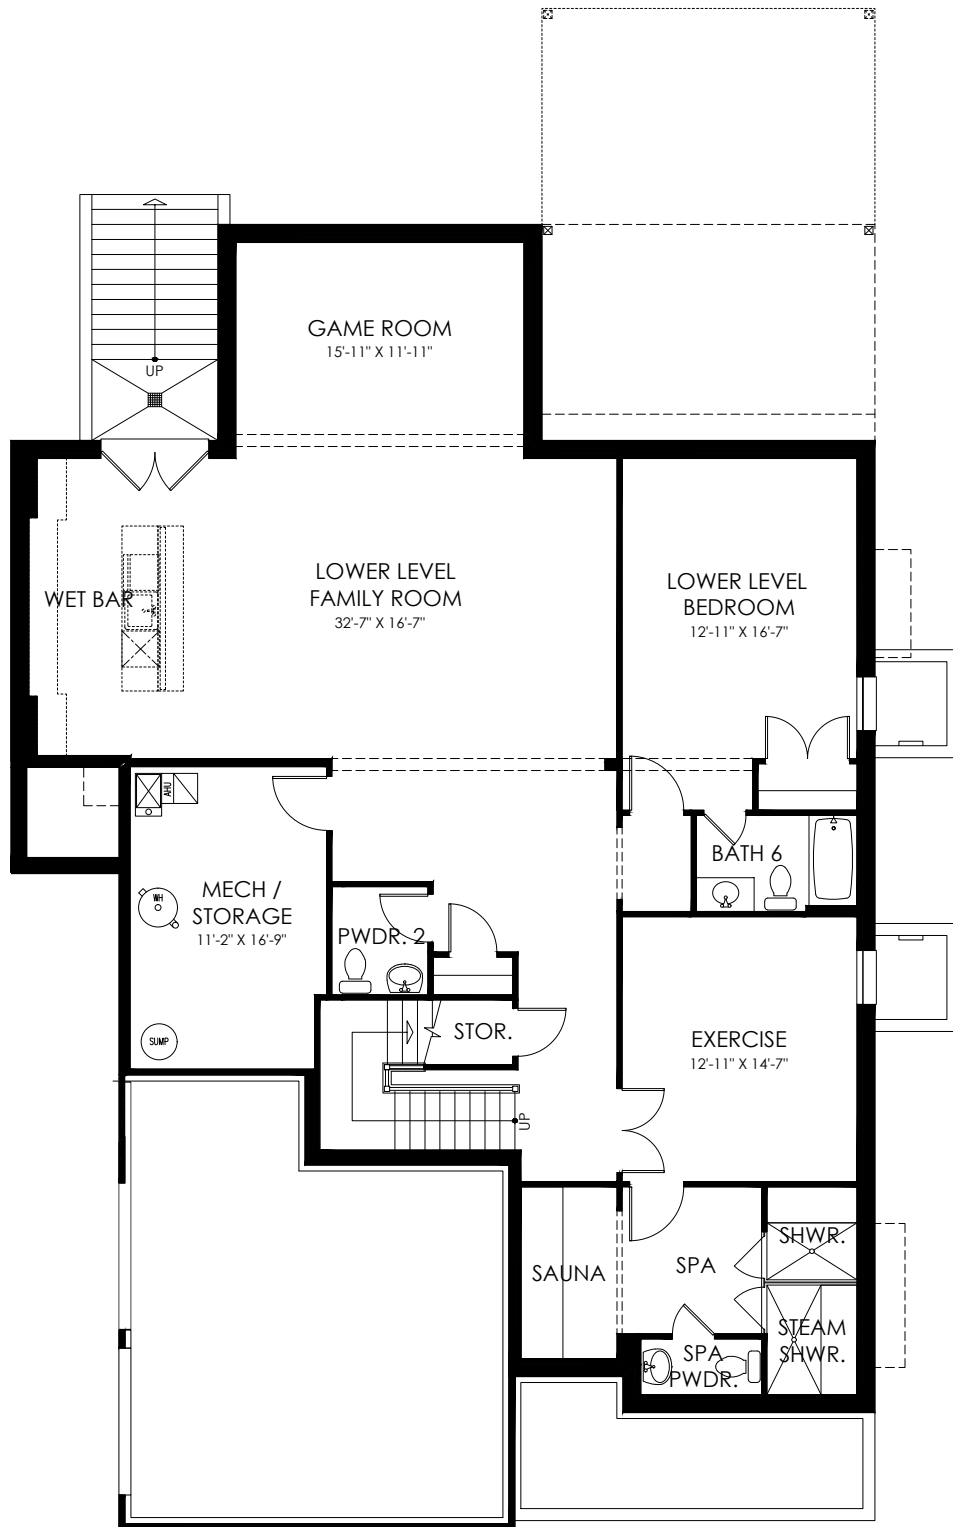 GAME ROOM
15'-11" X 11'-11"
UP
LOWER LEVEL
FAMILY ROOM
32'-7" X 16'-7"
LOWER LEVEL
BEDROOM
12'-11" X 16'-7"
WET BAR
AHU
WH
MECH /
STORAGE
11'-2" X 16'-9"
BATH 6
PWDR. 2
SUMP
STOR.
EXERCISE
12'-11" X 14'-7"
UP
SHWR.
SAUNA
SPA
STEAM
SHWR.
SPA
PWDR.